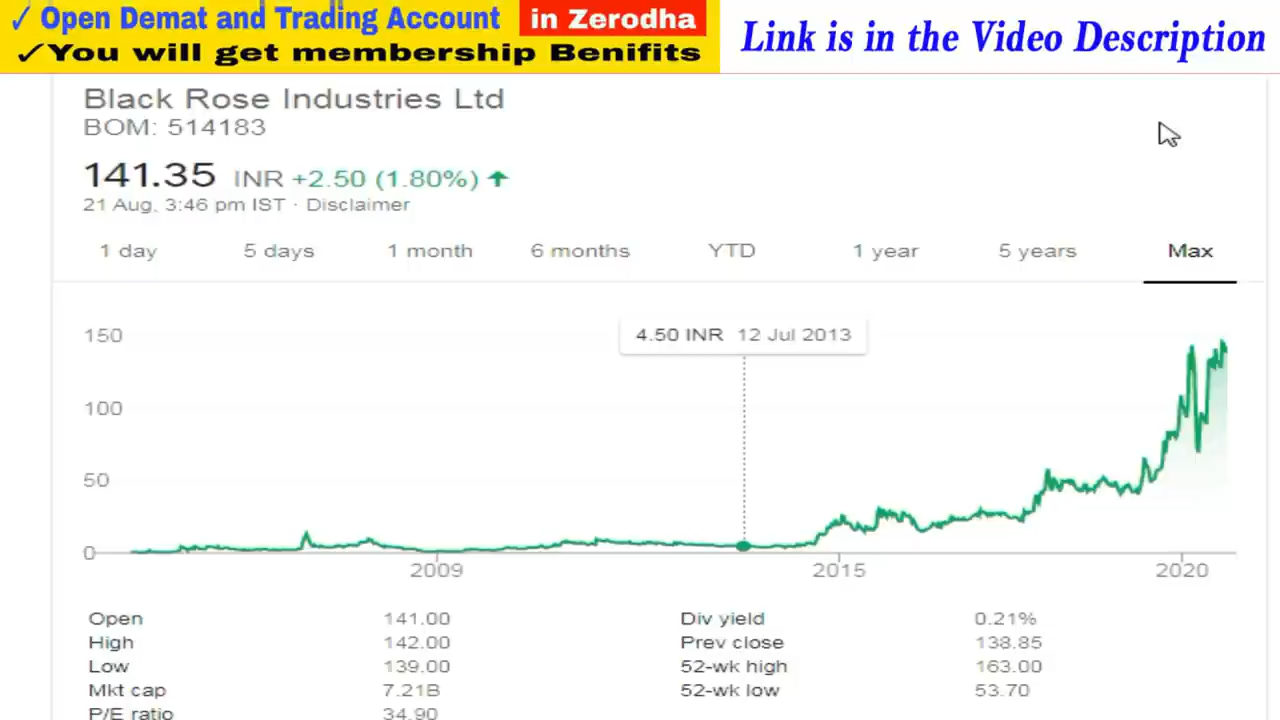 ✓ Open Demat and Trading Account in Zerodha
✓You will get membership Benifits
Link is in the Video Description
Black Rose Industries Ltd
BOM: 514183
141.35 INR +2.50 (1.80%) ↑
21 Aug, 3:46 pm IST · Disclaimer
1 day 5 days 1 month 6 months YTD 1 year 5 years Max
4.50 INR 12 Jul 2013
150
100
50
0
2009 2015 2020
Open 141.00 Div yield 0.21%
High 142.00 Prev close 138.85
Low 139.00 52-wk high 163.00
Mkt cap 7.21B 52-wk low 53.70
P/E ratio 34.90